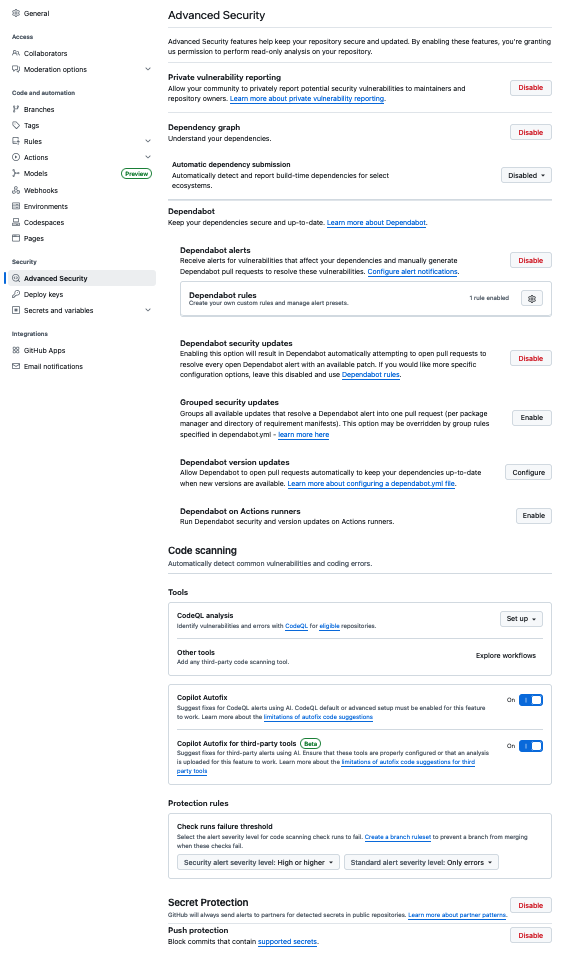 General
Access
Collaborators
Moderation options
Code and automation
Branches
Tags
Rules
Actions
Models
Preview
Webhooks
Environments
Codespaces
Pages
Security
Advanced Security
Deploy keys
Secrets and variables
Integrations
GitHub Apps
Email notifications
Advanced Security
Advanced Security features help keep your repository secure and updated. By enabling these features, you're granting
us permission to perform read-only analysis on your repository.
Private vulnerability reporting
Allow your community to privately report potential security vulnerabilities to maintainers and
repository owners. Learn more about private vulnerability reporting.
Disable
Dependency graph
Understand your dependencies.
Disable
Automatic dependency submission
Automatically detect and report build-time dependencies for select
ecosystems.
Disabled
Dependabot
Keep your dependencies secure and up-to-date. Learn more about Dependabot.
Dependabot alerts
Receive alerts for vulnerabilities that affect your dependencies and manually generate
Dependabot pull requests to resolve these vulnerabilities. Configure alert notifications.
Disable
Dependabot rules
Create your own custom rules and manage alert presets.
1 rule enabled
Dependabot security updates
Enabling this option will result in Dependabot automatically attempting to open pull requests to
resolve every open Dependabot alert with an available patch. If you would like more specific
configuration options, leave this disabled and use Dependabot rules.
Disable
Grouped security updates
Groups all available updates that resolve a Dependabot alert into one pull request (per package
manager and directory of requirement manifests). This option may be overridden by group rules
specified in dependabot.yml - learn more here
Enable
Dependabot version updates
Allow Dependabot to open pull requests automatically to keep your dependencies up-to-date
when new versions are available. Learn more about configuring a dependabot.yml file.
Configure
Dependabot on Actions runners
Run Dependabot security and version updates on Actions runners.
Enable
Code scanning
Automatically detect common vulnerabilities and coding errors.
Tools
CodeQL analysis
Identify vulnerabilities and errors with CodeQL for eligible repositories.
Set up
Other tools
Add any third-party code scanning tool.
Explore workflows
Copilot Autofix
Suggest fixes for CodeQL alerts using AI. CodeQL default or advanced setup must be enabled for this feature
to work. Learn more about the limitations of autofix code suggestions
On
Copilot Autofix for third-party tools Beta
Suggest fixes for third-party alerts using AI. Ensure that these tools are properly configured or that an analysis
is uploaded for this feature to work. Learn more about the limitations of autofix code suggestions for third
party tools
On
Protection rules
Check runs failure threshold
Select the alert severity level for code scanning check runs to fail. Create a branch ruleset to prevent a branch from merging
when these checks fail.
Security alert severity level: High or higher
Standard alert severity level: Only errors
Secret Protection
GitHub will always send alerts to partners for detected secrets in public repositories. Learn more about partner patterns.
Disable
Push protection
Block commits that contain supported secrets.
Disable